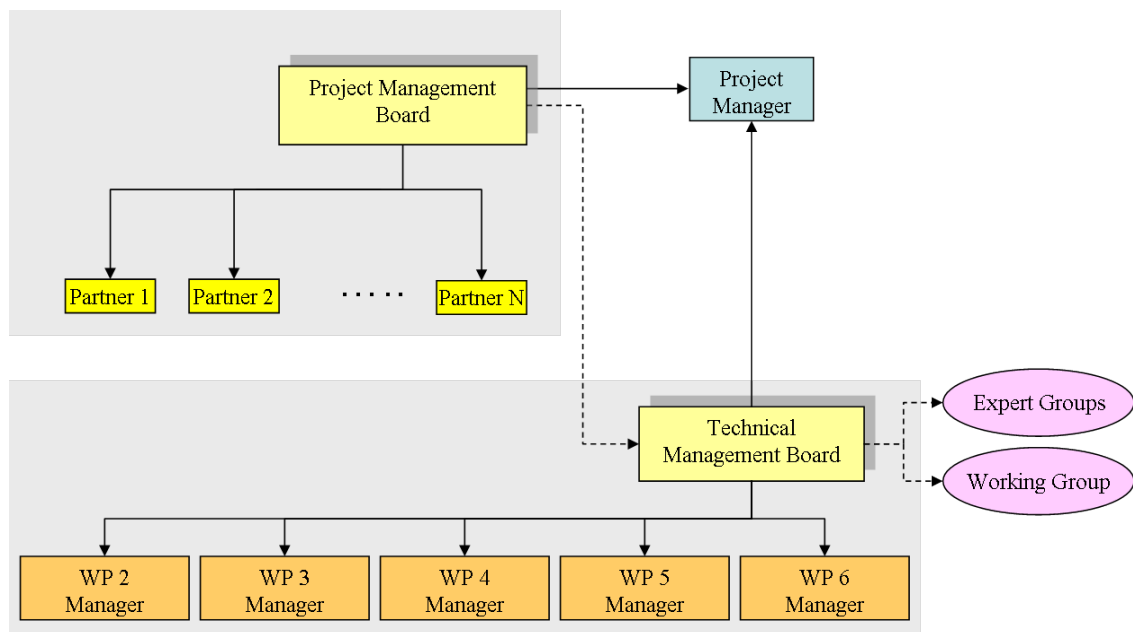 Project Management
Board
Project
Manager
Partner 1
Partner 2
. . . . .
Partner N
Expert Groups
Technical
Management Board
Working Group
WP 2
Manager
WP 3
Manager
WP 4
Manager
WP 5
Manager
WP 6
Manager